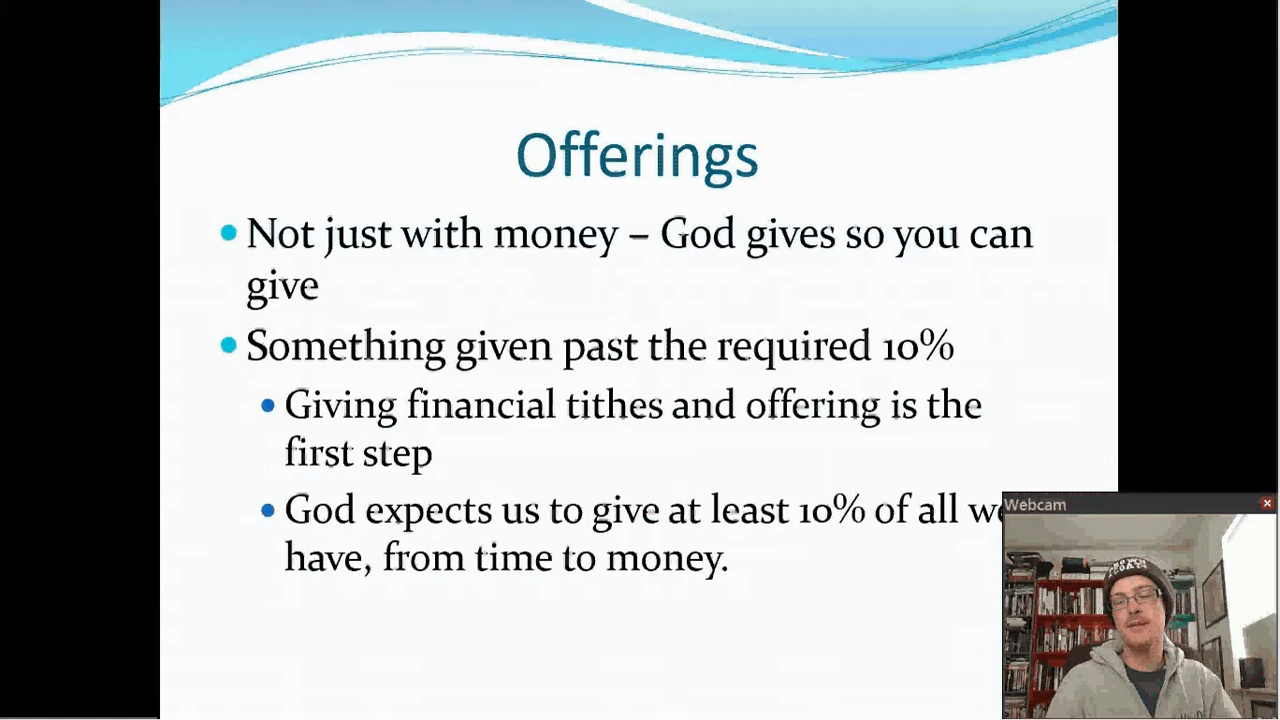 Offerings
• Not just with money – God gives so you can
give
• Something given past the required 10%
• Giving financial tithes and offering is the
first step
• God expects us to give at least 10% of all we
have, from time to money.
Webcam